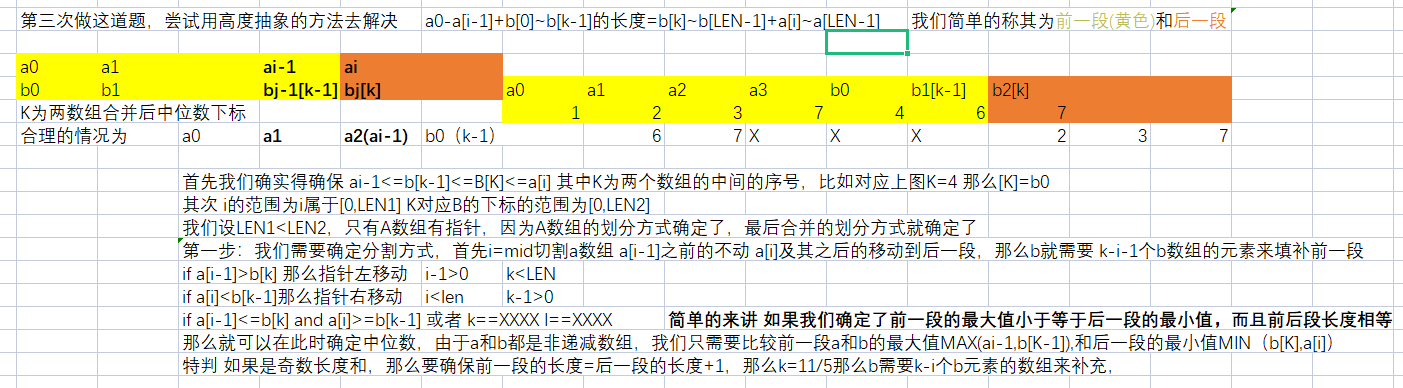 第三次做这道题，尝试用高度抽象的方法去解决 a0-a[i-1]+b[0]~b[k-1]的长度=b[k]~b[LEN-1]+a[i]~a[LEN-1] 我们简单的称其为前一段(黄色)和后一段
a0 a1 ai-1 ai
b0 b1 bj-1[k-1] bj[k] a0 a1 a2 a3 b0 b1[k-1] b2[k]
K为两数组合并后中位数下标 1 2 3 7 4 6 7
合理的情况为 a0 a1 a2(ai-1) b0（k-1） 6 7 X X X 2 3 7
首先我们确实得确保 ai-1<=b[k-1]<=B[K]<=a[i] 其中K为两个数组的中间的序号，比如对应上图K=4 那么[K]=b0
其次 i的范围为i属于[0,LEN1] K对应B的下标的范围为[0,LEN2]
我们设LEN1<LEN2，只有A数组有指针，因为A数组的划分方式确定了，最后合并的划分方式就确定了
第一步：我们需要确定分割方式，首先i=mid切割a数组 a[i-1]之前的不动 a[i]及其之后的移动到后一段，那么b就需要 k-i-1个b数组的元素来填补前一段
if a[i-1]>b[k] 那么指针左移动 i-1>0 k<LEN
if a[i]<b[k-1]那么指针右移动 i<len k-1>0
if a[i-1]<=b[k] and a[i]>=b[k-1] 或者 k==XXXX I==XXXX 简单的来讲 如果我们确定了前一段的最大值小于等于后一段的最小值，而且前后段长度相等
那么就可以在此时确定中位数，由于a和b都是非递减数组，我们只需要比较前一段a和b的最大值MAX(ai-1,b[K-1]),和后一段的最小值MIN（b[K],a[i]）
特判 如果是奇数长度和，那么要确保前一段的长度=后一段的长度+1，那么k=11/5那么b需要k-i个b元素的数组来补充，